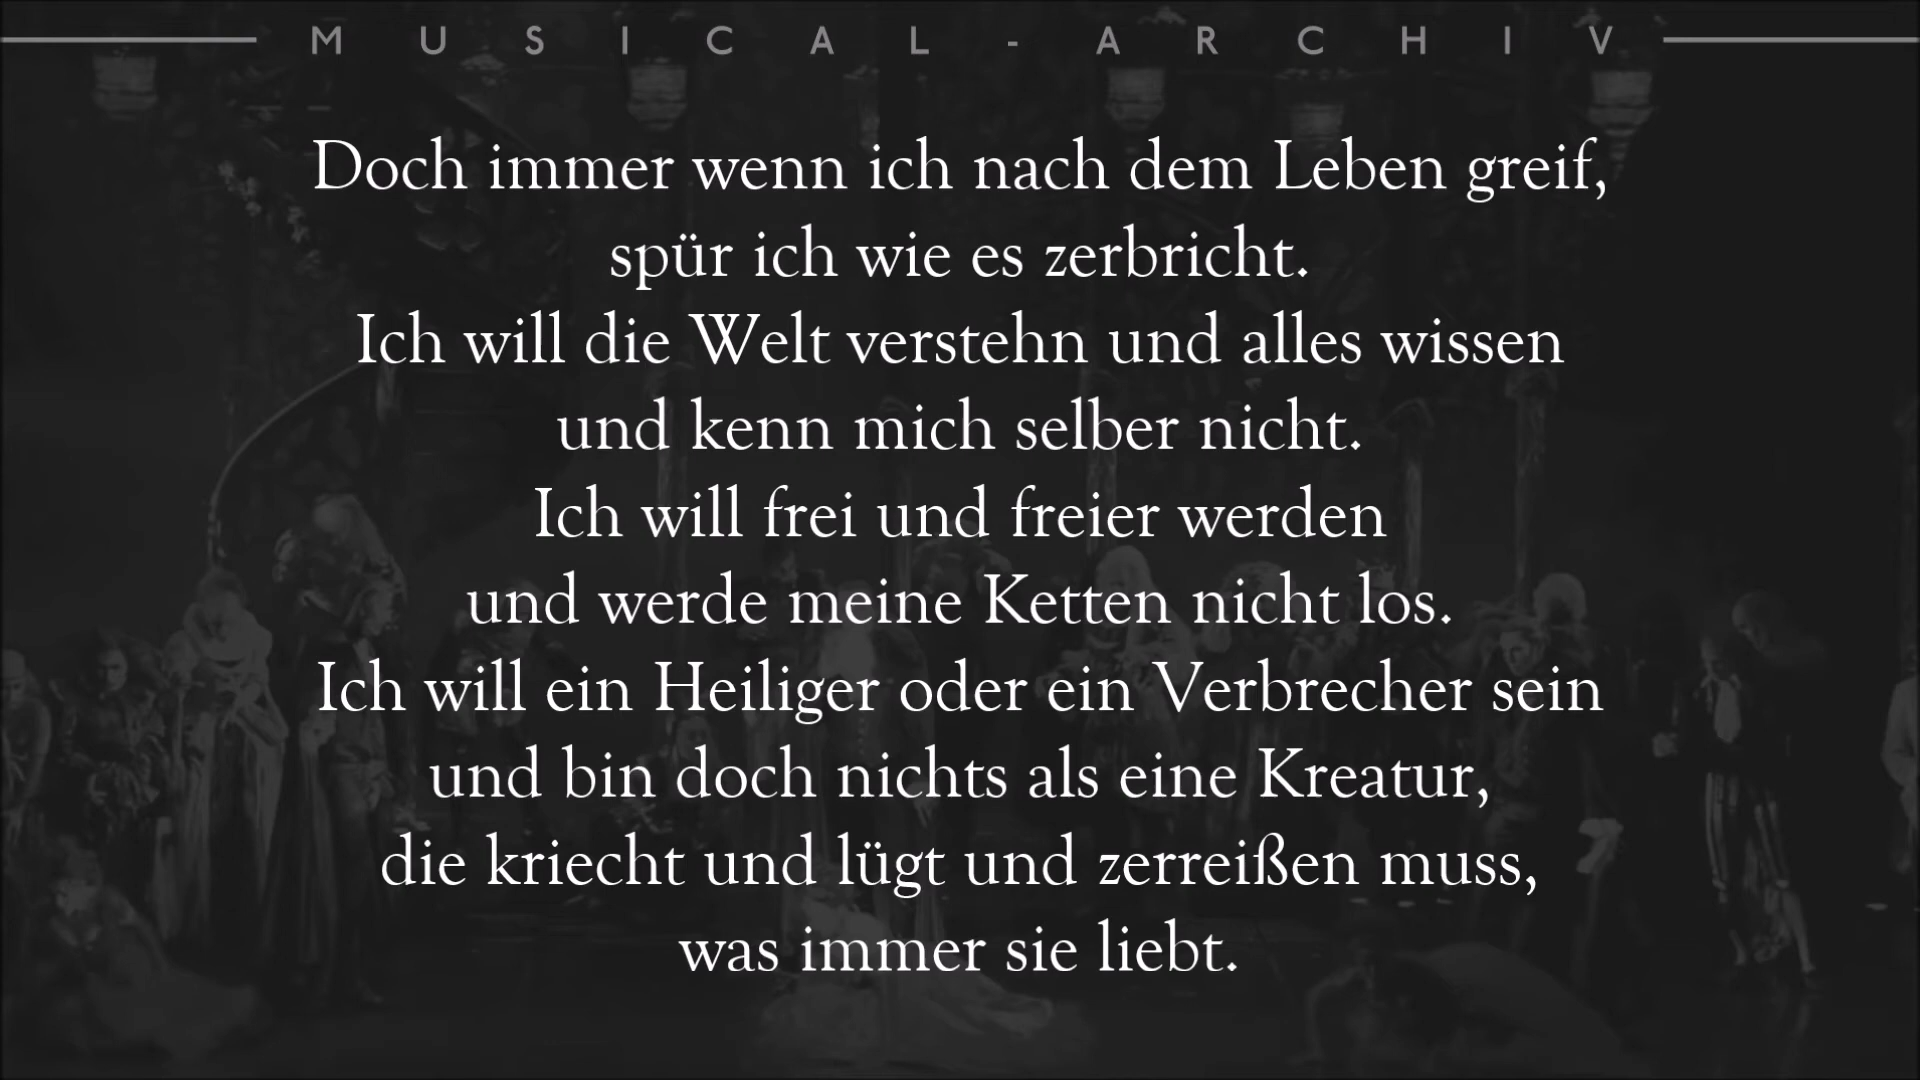 MUSICAL-ARCHIV
Doch immer wenn ich nach dem Leben greif,
spür ich wie es zerbricht.
Ich will die Welt verstehn und alles wissen
und kenn mich selber nicht.
Ich will frei und freier werden
und werde meine Ketten nicht los.
Ich will ein Heiliger oder ein Verbrecher sein
und bin doch nichts als eine Kreatur,
die kriecht und lügt und zerreißen muss,
was immer sie liebt.